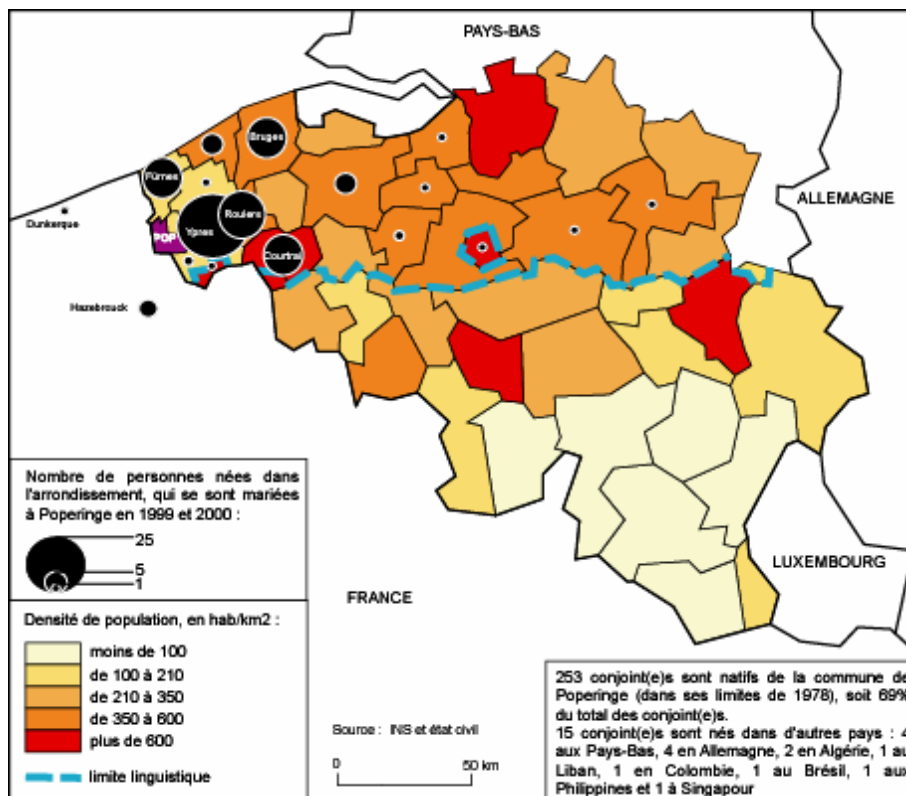 PAYS-BAS
Bruges
Fûrnes
ALLEMAGNE
Roulers
Dunkerque
POP
Ypres
Courtrai
Hazebrouck
Nombre de personnes nées dans
l'arrondissement, qui se sont mariées
à Poperinge en 1999 et 2000 :
25
5
1
LUXEMBOURG
FRANCE
Densité de population, en hab/km2 :
moins de 100
de 100 à 210
de 210 à 350
de 350 à 600
plus de 600
limite linguistique
Source : INS et état civil
0 50 km
253 conjoint(e)s sont natifs de la commune de
Poperinge (dans ses limites de 1978), soit 69%
du total des conjoint(e)s.
15 conjoint(e)s sont nés dans d'autres pays : 4
aux Pays-Bas, 4 en Allemagne, 2 en Algérie, 1 au
Liban, 1 en Colombie, 1 au Brésil, 1 aux
Philippines et 1 à Singapour